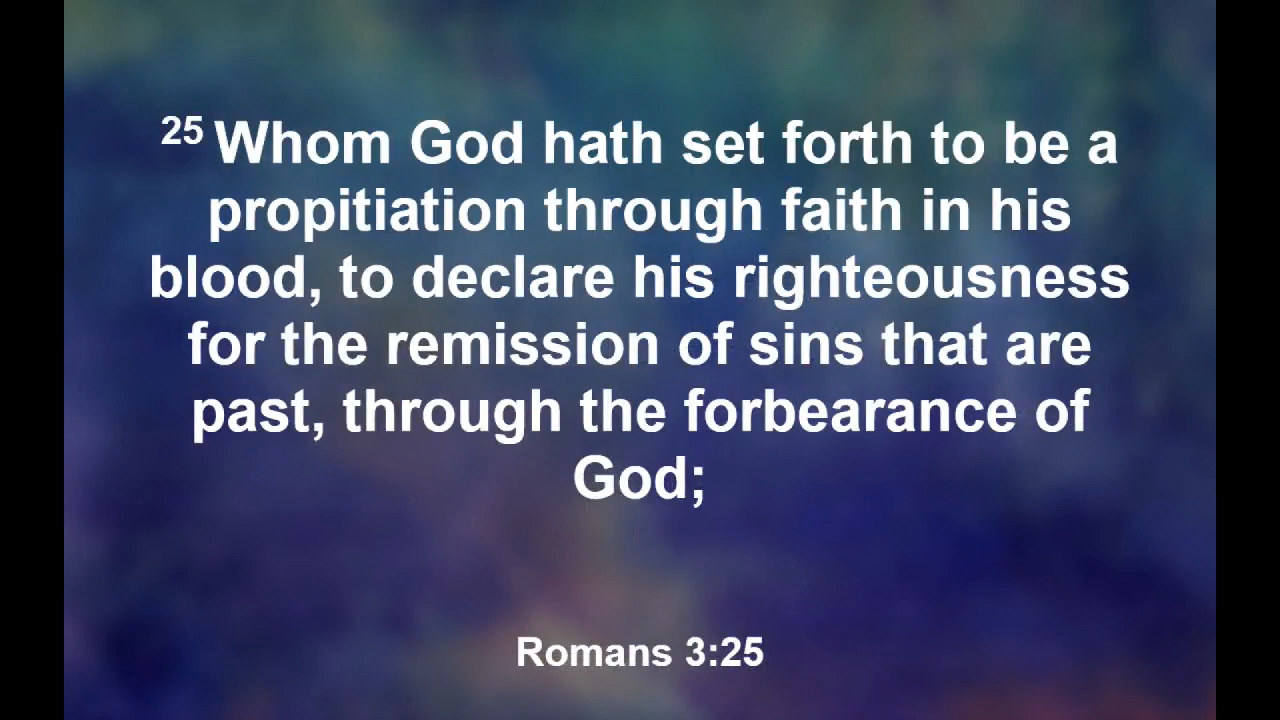 25 Whom God hath set forth to be a
propitiation through faith in his
blood, to declare his righteousness
for the remission of sins that are
past, through the forbearance of
God;
Romans 3:25